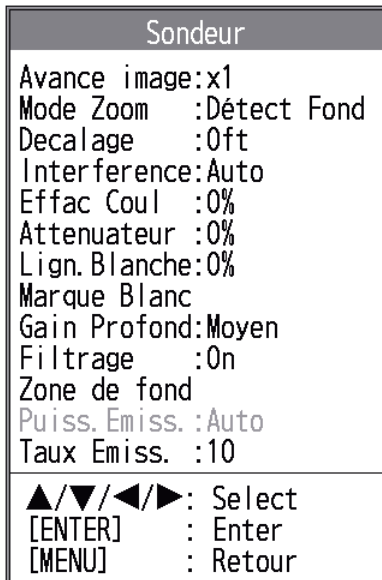 Sondeur
Avance image:x1
Mode Zoom :Détect Fond
Decalage :0ft
Interference:Auto
Effac Coul :0%
Attenuateur :0%
Lign.Blanche:0%
Marque Blanc
Gain Profond:Moyen
Filtrage :On
Zone de fond
Puiss.Emiss.:Auto
Taux Emiss. :10
▲/▼/◀/▶: Select
[ENTER] : Enter
[MENU] : Retour